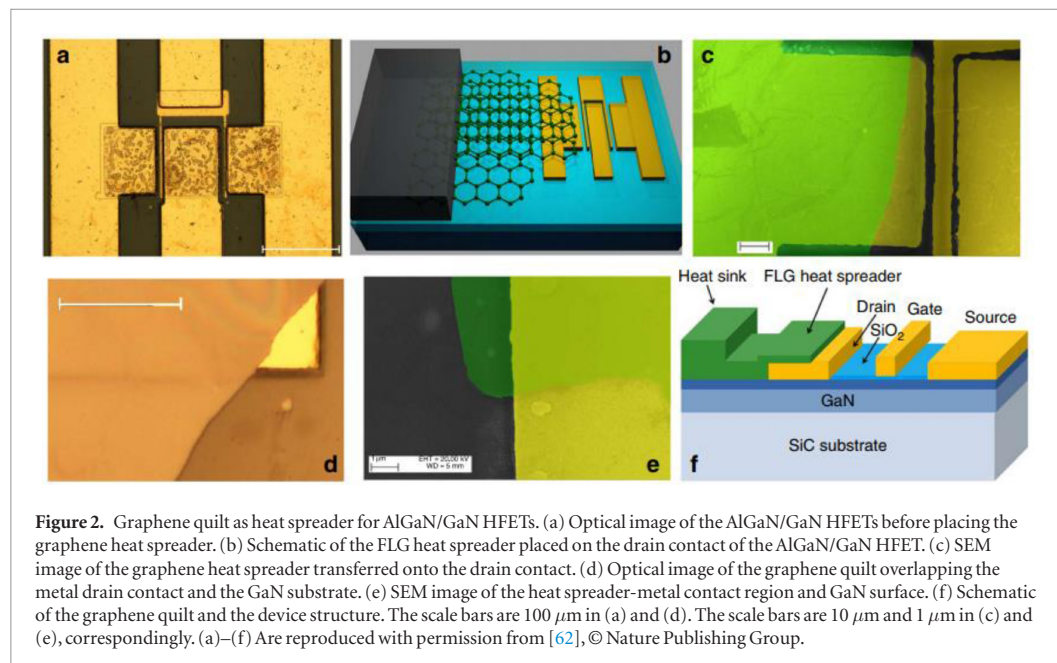 a
b
c
d
1 μm
EHT = 20.00 kV
WD = 5 mm
e
Heat sink
FLG heat spreader
Drain
SiO2
Gate
Source
GaN
SiC substrate
f
Figure 2. Graphene quilt as heat spreader for AlGaN/GaN HFETs. (a) Optical image of the AlGaN/GaN HFETs before placing the
graphene heat spreader. (b) Schematic of the FLG heat spreader placed on the drain contact of the AlGaN/GaN HFET. (c) SEM
image of the graphene heat spreader transferred onto the drain contact. (d) Optical image of the graphene quilt overlapping the
metal drain contact and the GaN substrate. (e) SEM image of the heat spreader-metal contact region and GaN surface. (f) Schematic
of the graphene quilt and the device structure. The scale bars are 100 μm in (a) and (d). The scale bars are 10 μm and 1 μm in (c) and
(e), correspondingly. (a)–(f) Are reproduced with permission from [62], © Nature Publishing Group.